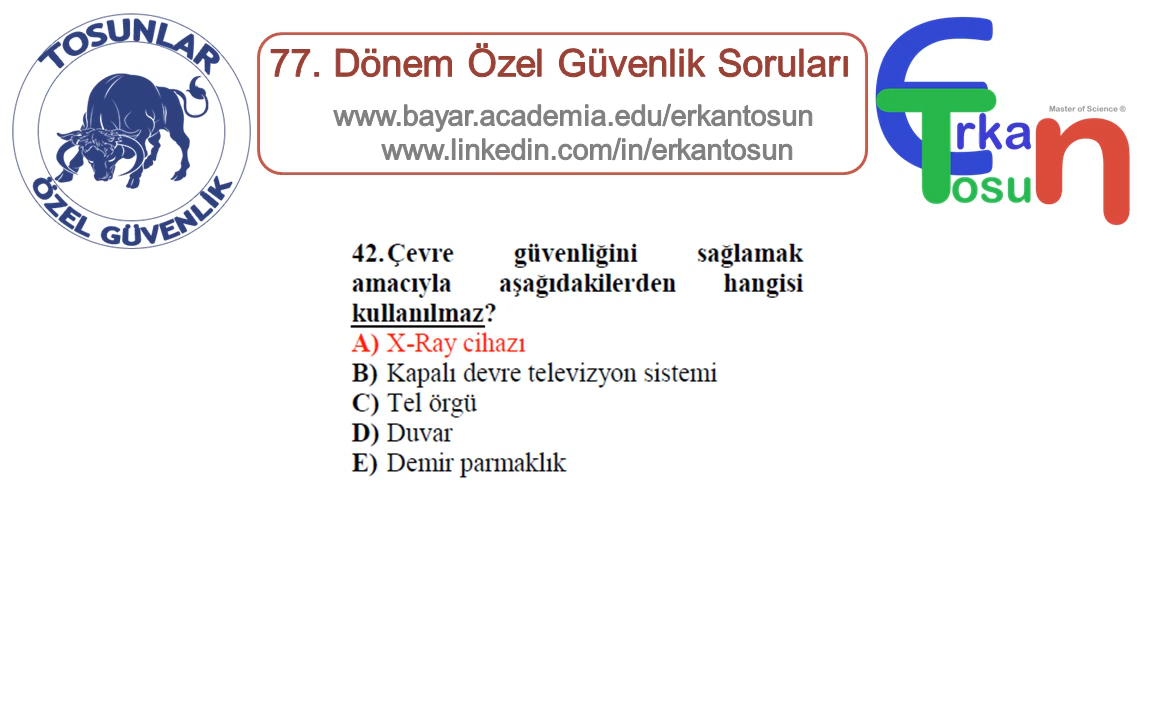 TOSUNLAR
ÖZEL GÜVENLİK
77. Dönem Özel Güvenlik Soruları
www.bayar.academia.edu/erkantosun
www.linkedin.com/in/erkantosun
Master of Science ®
Erkan
Tosun
42.Çevre güvenliğini sağlamak
amacıyla aşağıdakilerden hangisi
kullanılmaz?
A) X-Ray cihazı
B) Kapalı devre televizyon sistemi
C) Tel örgü
D) Duvar
E) Demir parmaklık